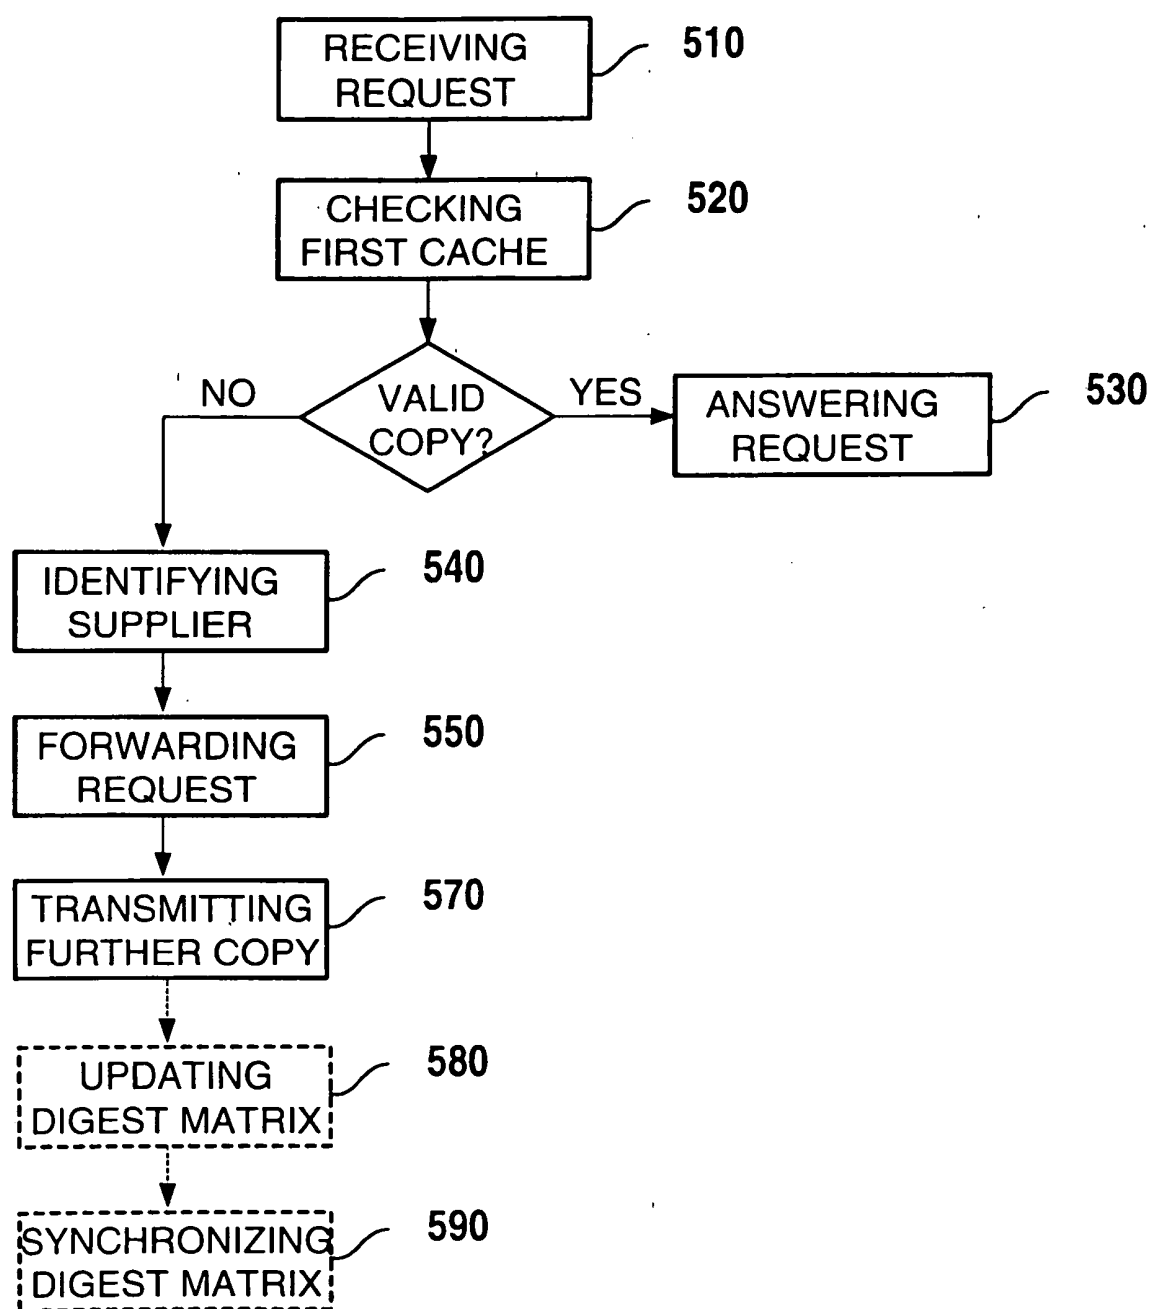 RECEIVING
REQUEST
510
CHECKING
FIRST CACHE
520
NO
VALID
COPY?
YES
ANSWERING
REQUEST
530
IDENTIFYING
SUPPLIER
540
FORWARDING
REQUEST
550
TRANSMITTING
FURTHER COPY
570
UPDATING
DIGEST MATRIX
580
SYNCHRONIZING
DIGEST MATRIX
590